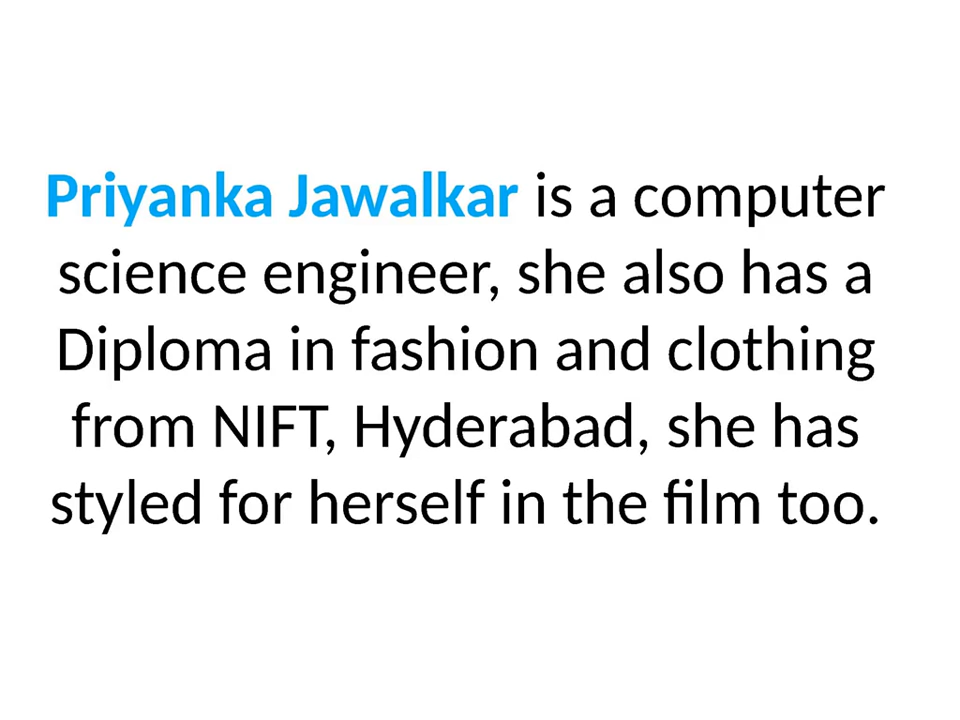 Priyanka Jawalkar is a computer
science engineer, she also has a
Diploma in fashion and clothing
from NIFT, Hyderabad, she has
styled for herself in the film too.